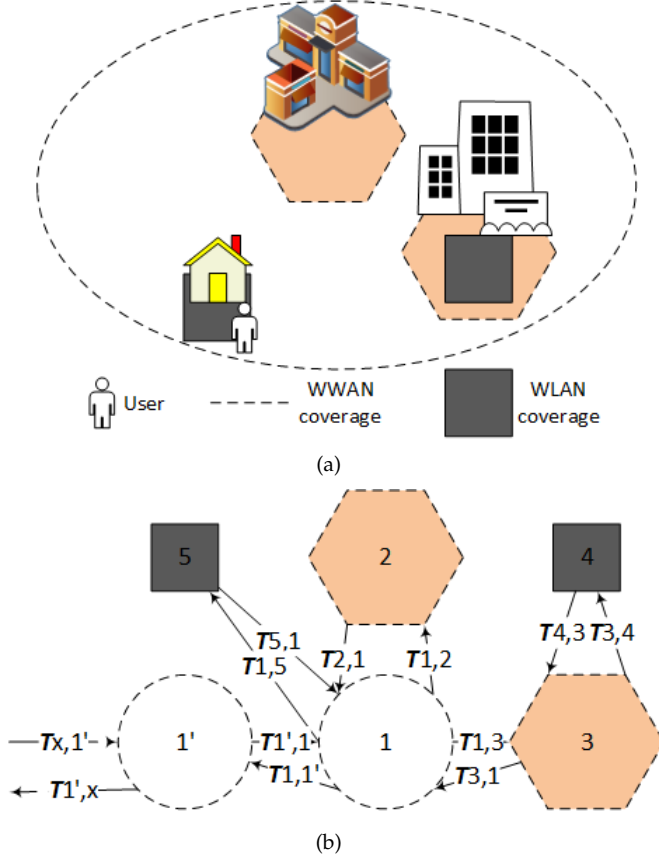 User
WWAN
coverage
WLAN
coverage
(a)
5
2
4
T5,1
T1,5
T2,1
T1,2
T4,3
T3,4
Tx,1'
1'
T1',1
1
T1,3
3
T1',x
T1,1'
T3,1
(b)